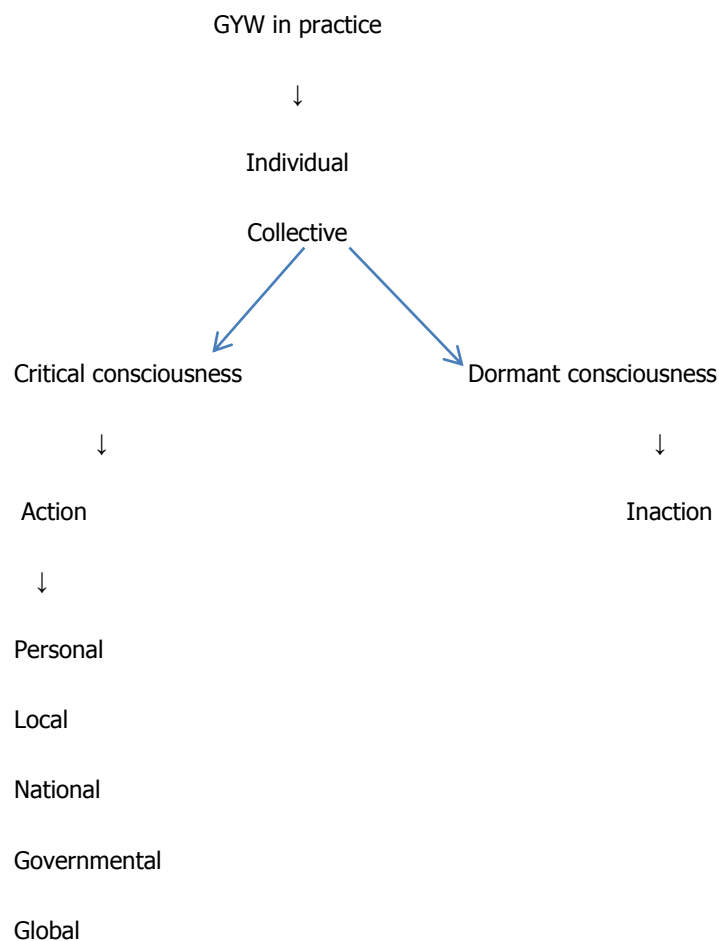 GYW in practice
↓
Individual
Collective
Critical consciousness Dormant consciousness
↓ ↓
Action Inaction
↓
Personal
Local
National
Governmental
Global